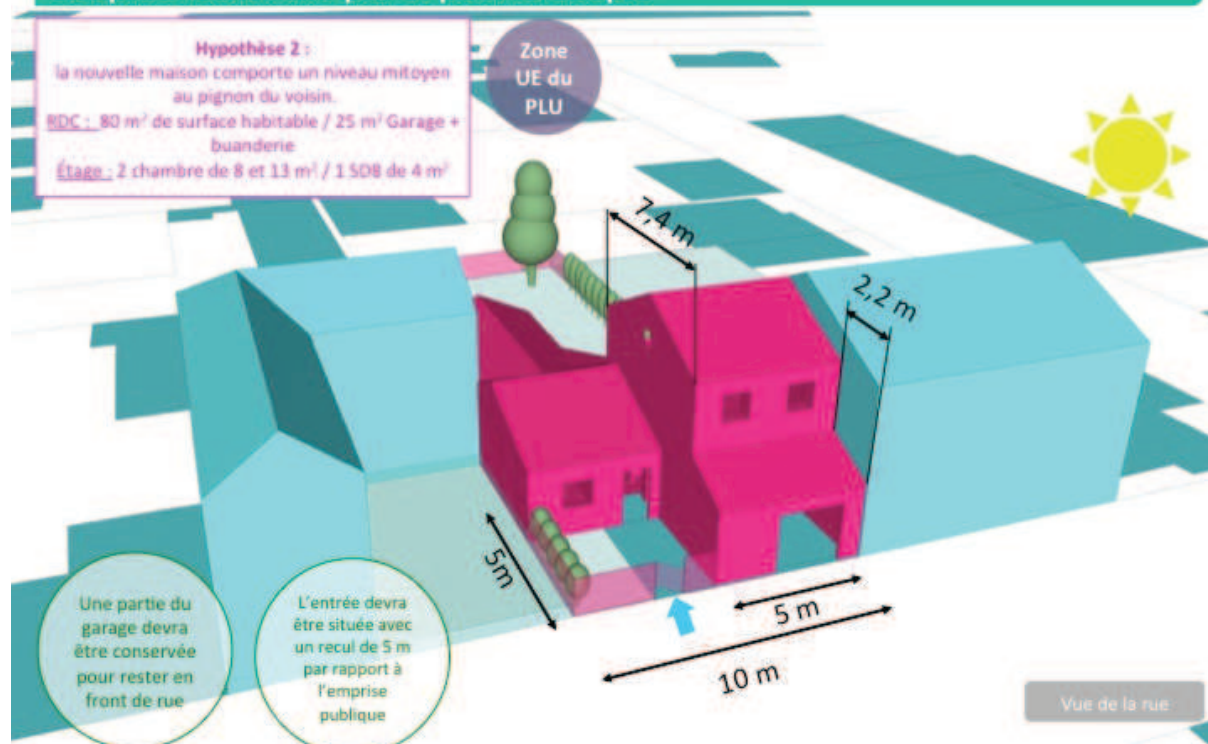 Hypothèse 2 :
la nouvelle maison comporte un niveau mitoyen
au pignon du voisin.
RDC : 80 m² de surface habitable / 25 m² Garage +
buanderie
Étage : 2 chambre de 8 et 13 m² / 1 SDB de 4 m²
Zone
UE du
PLU
7,4 m
2,2 m
5m
5 m
10 m
Une partie du
garage devra
être conservée
pour rester en
front de rue
L'entrée devra
être située avec
un recul de 5 m
par rapport à
l'emprise
publique
Vue de la rue